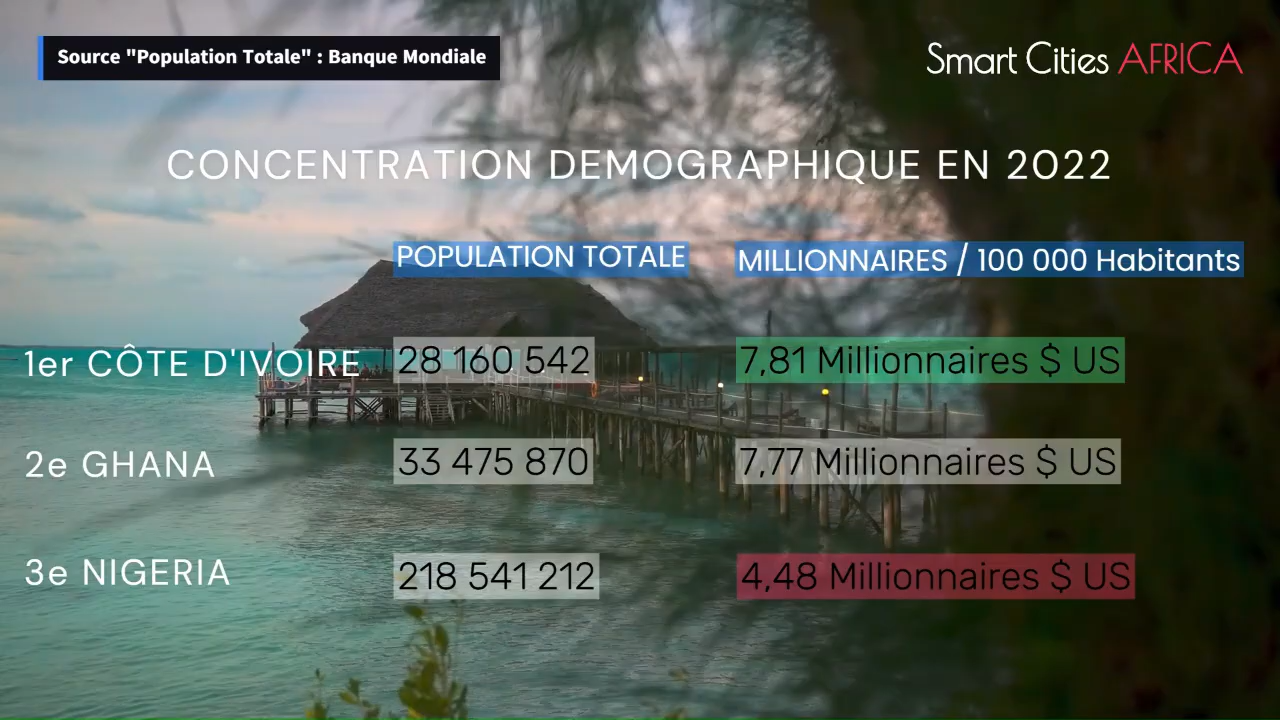 Source "Population Totale" : Banque Mondiale
Smart Cities AFRICA
CONCENTRATION DEMOGRAPHIQUE EN 2022
POPULATION TOTALE MILLIONNAIRES / 100 000 Habitants
1er CÔTE D'IVOIRE 28 160 542 7,81 Millionnaires $ US
2e GHANA 33 475 870 7,77 Millionnaires $ US
3e NIGERIA 218 541 212 4,48 Millionnaires $ US